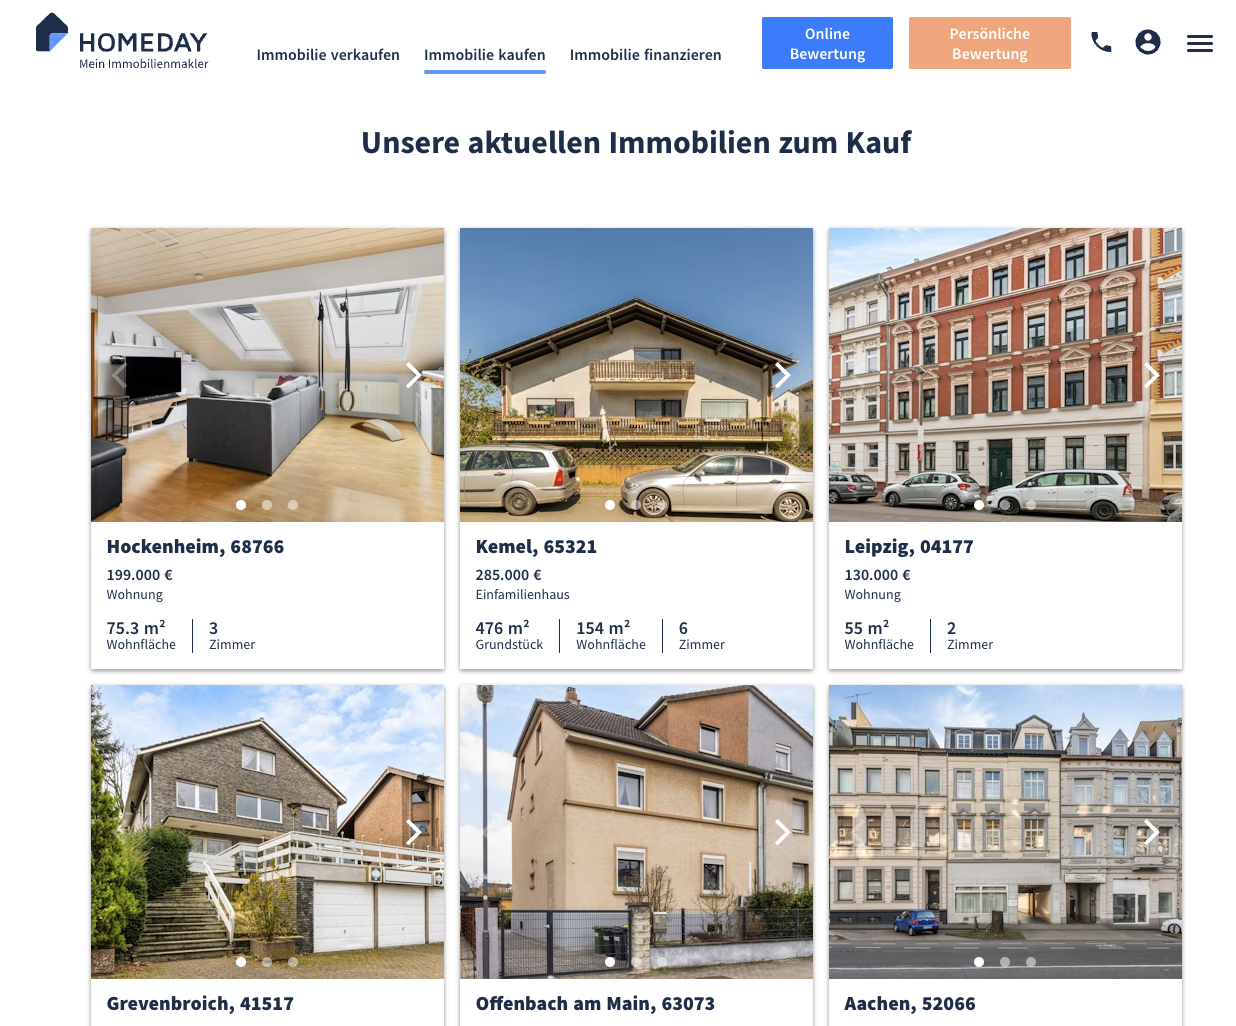 HOMEDAY
Mein Immobilienmakler
Immobilie verkaufen
Immobilie kaufen
Immobilie finanzieren
Online
Bewertung
Persönliche
Bewertung
Unsere aktuellen Immobilien zum Kauf
Hockenheim, 68766
199.000 €
Wohnung
75.3 m²
Wohnfläche
3
Zimmer
Kemel, 65321
285.000 €
Einfamilienhaus
476 m²
Grundstück
154 m²
Wohnfläche
6
Zimmer
Leipzig, 04177
130.000 €
Wohnung
55 m²
Wohnfläche
2
Zimmer
Grevenbroich, 41517
Offenbach am Main, 63073
Aachen, 52066